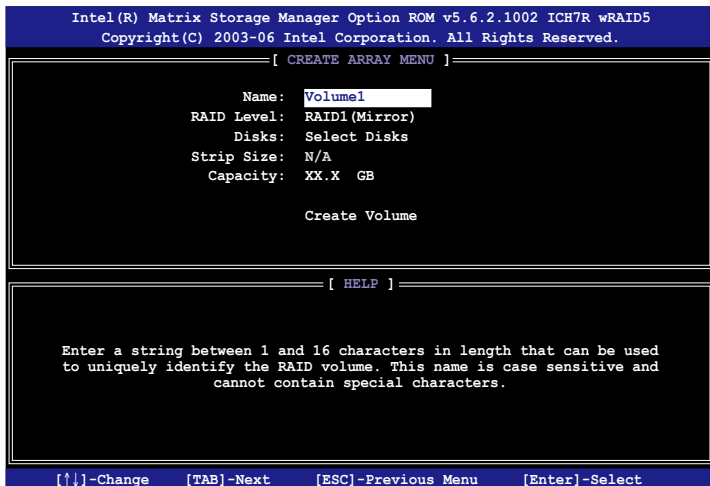 Intel(R) Matrix Storage Manager Option ROM v5.6.2.1002 ICH7R wRAID5
Copyright(C) 2003-06 Intel Corporation. All Rights Reserved.
[ CREATE ARRAY MENU ]
Name: Volume1
RAID Level: RAID1(Mirror)
Disks: Select Disks
Strip Size: N/A
Capacity: XX.X GB
Create Volume
[ HELP ]
Enter a string between 1 and 16 characters in length that can be used
to uniquely identify the RAID volume. This name is case sensitive and
cannot contain special characters.
[↑↓]-Change [TAB]-Next [ESC]-Previous Menu [Enter]-Select